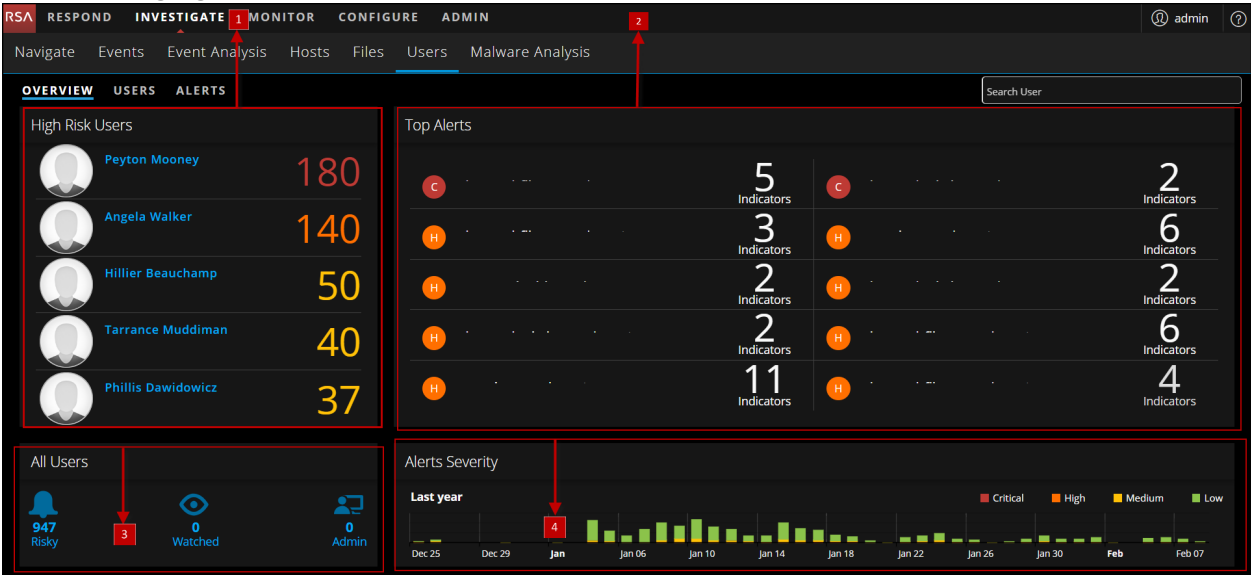 RSA RESPOND INVESTIGATE MONITOR CONFIGURE ADMIN admin ?
1
2
Navigate Events Event Analysis Hosts Files Users Malware Analysis
OVERVIEW USERS ALERTS
Search User
High Risk Users
Peyton Mooney 180
Angela Walker 140
Hillier Beauchamp 50
Tarrance Muddiman 40
Phillis Dawidowicz 37
Top Alerts
C 5 Indicators
C 2 Indicators
H 3 Indicators
H 6 Indicators
H 2 Indicators
H 2 Indicators
H 2 Indicators
H 6 Indicators
H 11 Indicators
H 4 Indicators
All Users
947 Risky
0 Watched
0 Admin
3
Alerts Severity
Last year
Critical High Medium Low
4
Dec 25 Dec 29 Jan Jan 06 Jan 10 Jan 14 Jan 18 Jan 22 Jan 26 Jan 30 Feb Feb 07